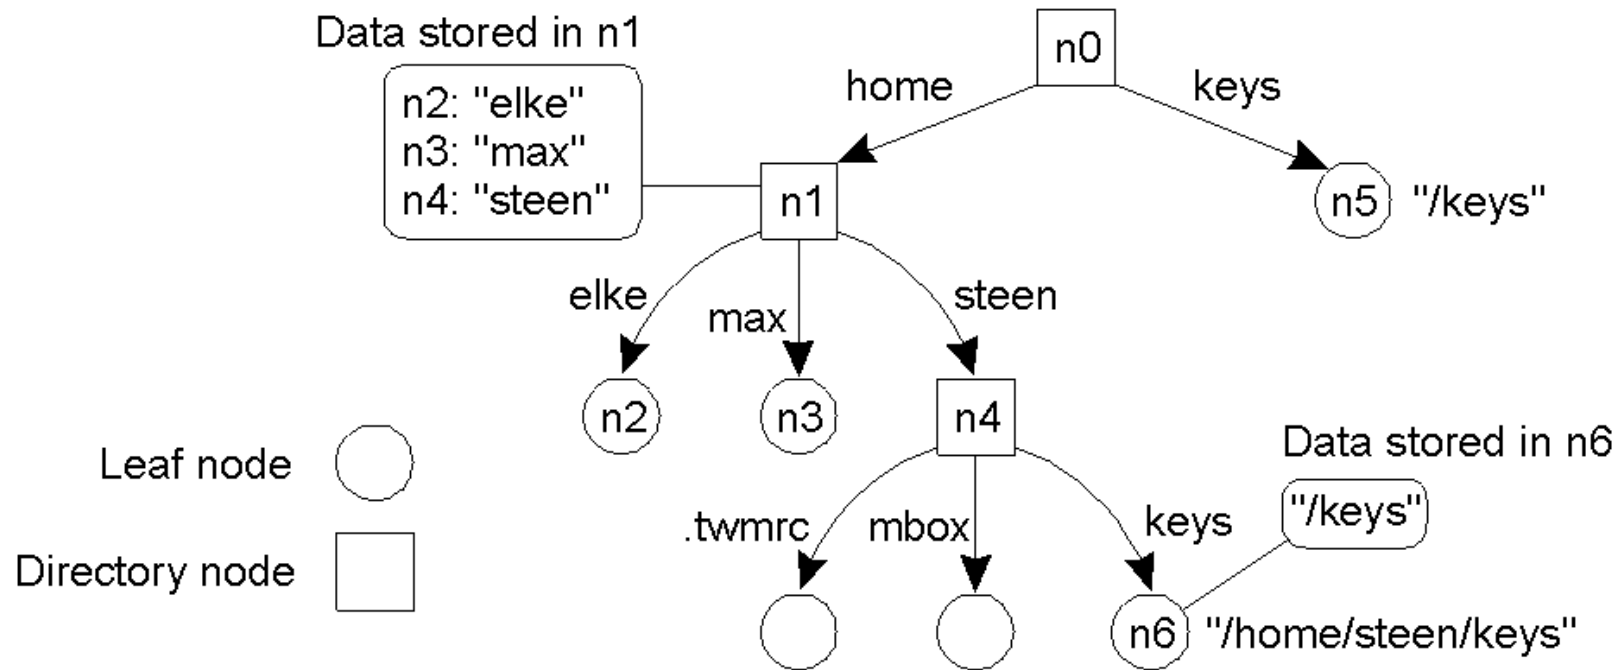 Data stored in n1
n0
n2: "elke"
n3: "max"
n4: "steen"
home
keys
n1
n5
"/keys"
elke
max
steen
n2
n3
n4
Data stored in n6
"/keys"
Leaf node
.twmrc
mbox
keys
Directory node
n6
"/home/steen/keys"